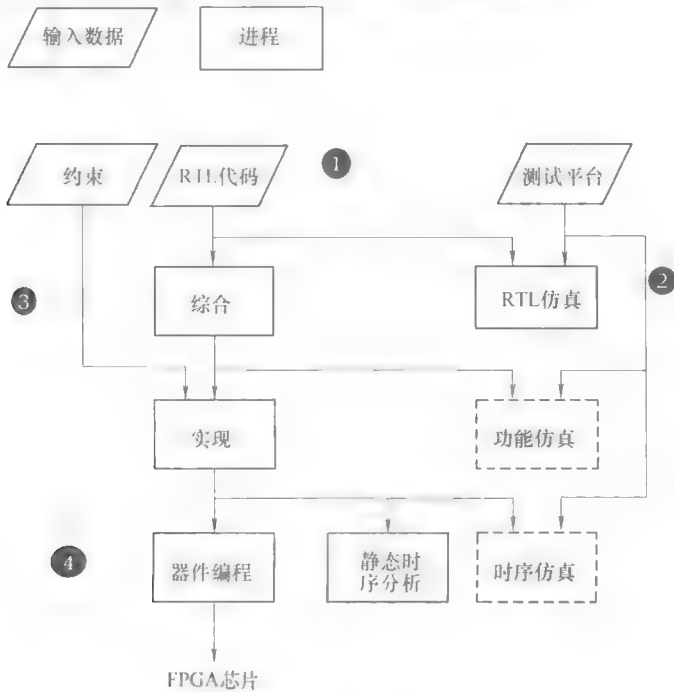 输入数据
进程
约束
RTL代码
1
测试平台
3
综合
RTL仿真
2
实现
功能仿真
4
器件编程
静态时
序分析
时序仿真
FPGA芯片